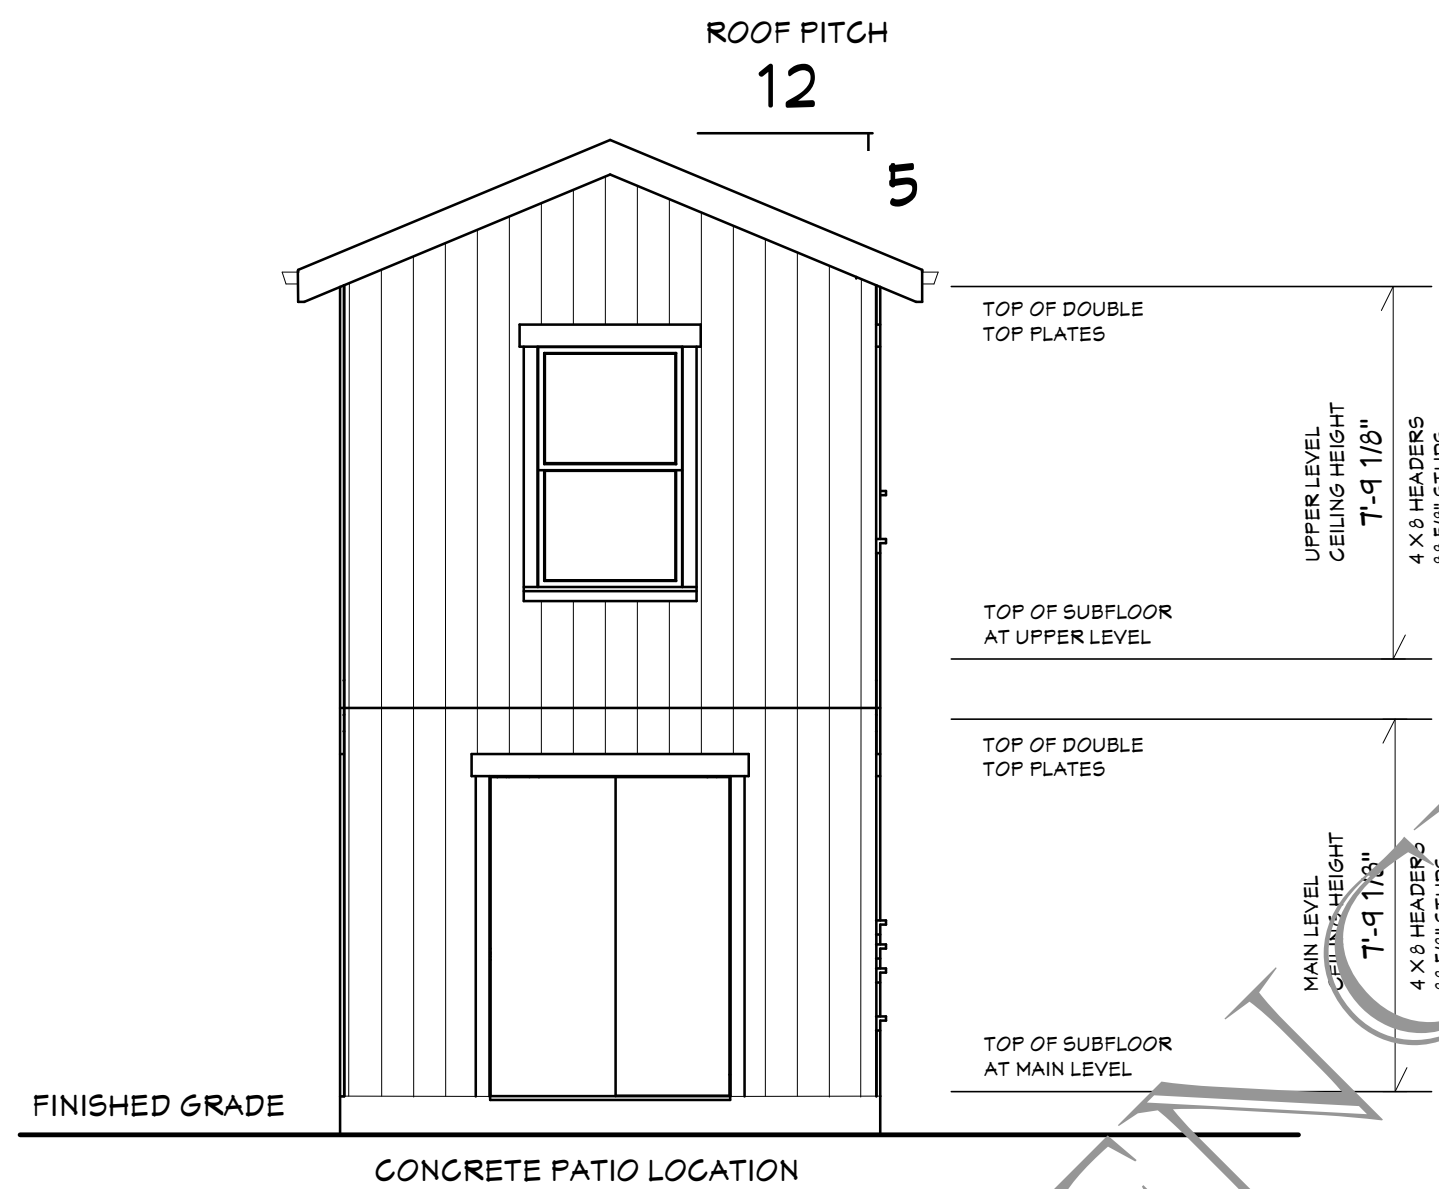 ROOF PITCH
12
5
TOP OF DOUBLE
TOP PLATES
UPPER LEVEL
CEILING HEIGHT
7'-9 1/8"
4 X 8 HEADERS
TOP OF SUBFLOOR
AT UPPER LEVEL
TOP OF DOUBLE
TOP PLATES
MAIN LEVEL
CEILING HEIGHT
7'-9 1/8"
4 X 8 HEADERS
TOP OF SUBFLOOR
AT MAIN LEVEL
FINISHED GRADE
CONCRETE PATIO LOCATION